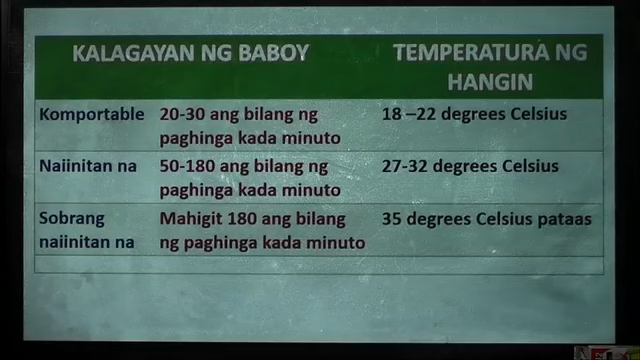 KALAGAYAN NG BABOY
TEMPERATURA NG
HANGIN
Komportable
20-30 ang bilang ng
paghinga kada minuto
18 –22 degrees Celsius
Naiinitan na
50-180 ang bilang ng
paghinga kada minuto
27-32 degrees Celsius
Sobrang
naiinitan na
Mahigit 180 ang bilang
ng paghinga kada minuto
35 degrees Celsius pataas